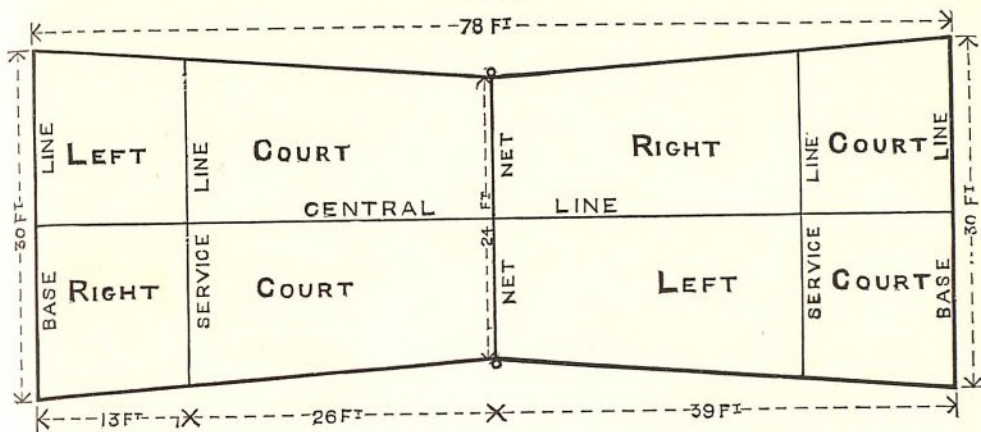 78 FT
LEFT COURT RIGHT COURT
LINE LINE NET LINE LINE
CENTRAL LINE
30 FT 24 FT 30 FT
RIGHT COURT LEFT COURT
BASE SERVICE NET SERVICE BASE
13 FT 26 FT 39 FT